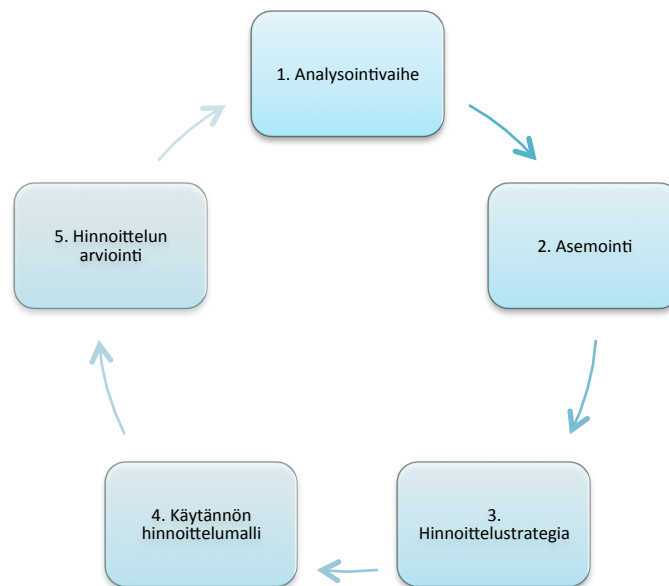 1. Analysointivaihe
2. Asemointi
3.
Hinnoittelustrategia
4. Käytännön
hinnoittelumalli
5. Hinnoittelun
arviointi